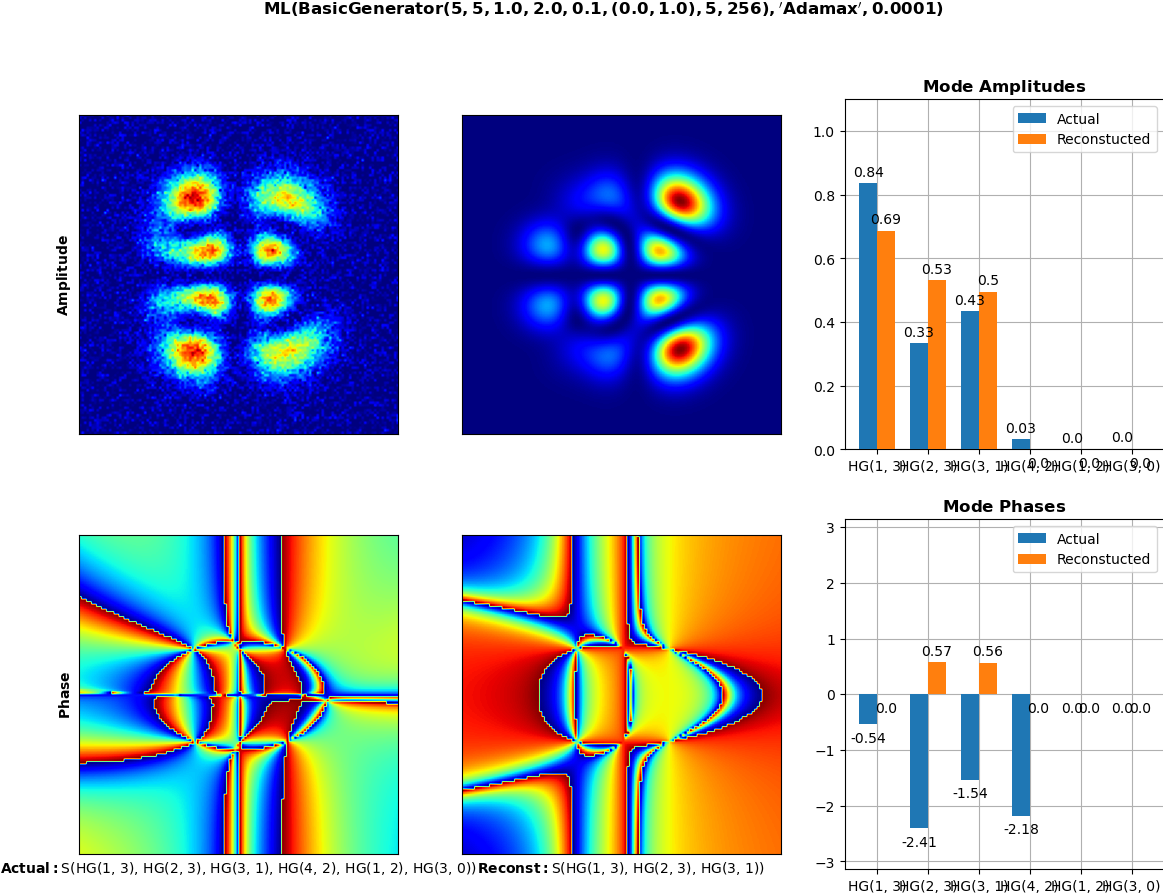 ML(BasicGenerator(5, 5, 1.0, 2.0, 0.1, (0.0, 1.0), 5, 256), 'Adamax', 0.0001)
Amplitude
Mode Amplitudes
Actual
Reconstucted
1.0
0.8
0.6
0.4
0.2
0.0
0.84
0.69
0.33
0.53
0.43
0.5
0.03
0.0
0.0
0.0
0.0
0.0
HG(1, 3) HG(2, 3) HG(3, 1) HG(4, 2) HG(1, 2) HG(3, 0)
Phase
Mode Phases
Actual
Reconstucted
3
2
1
0
−1
−2
−3
-0.54
0.0
-2.41
0.57
-1.54
0.56
-2.18
0.0
0.0
0.0
0.0
0.0
HG(1, 3) HG(2, 3) HG(3, 1) HG(4, 2) HG(1, 2) HG(3, 0)
Actual: S(HG(1, 3), HG(2, 3), HG(3, 1), HG(4, 2), HG(1, 2), HG(3, 0))
Reconst: S(HG(1, 3), HG(2, 3), HG(3, 1))